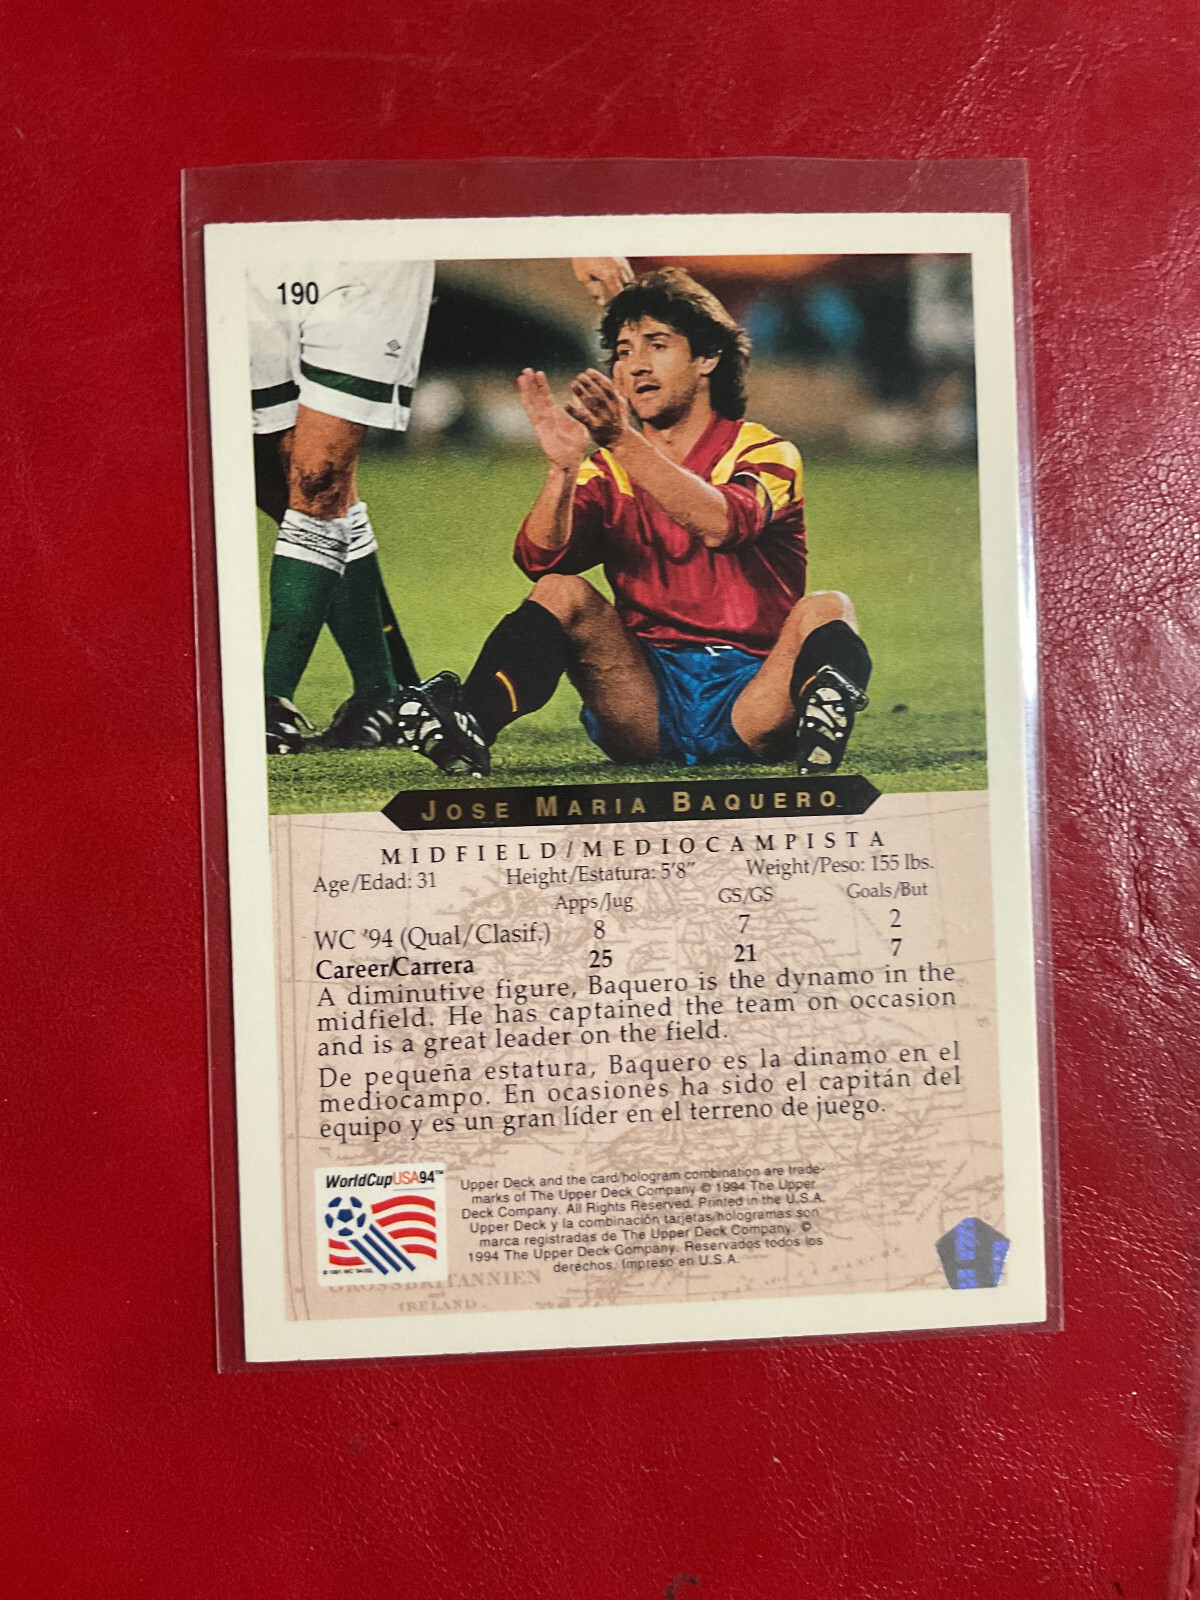 190
JOSE MARIA BAQUERO
MIDFIELD/MEDIOCAMPISTA
Age/Edad: 31 Height/Estatura: 5'8" Weight/Peso: 155 lbs.
Apps/Jug GS/GS Goals/But
WC '94 (Qual/Clasif.) 8 7 2
Career/Carrera 25 21 7
A diminutive figure, Baquero is the dynamo in the
midfield. He has captained the team on occasion
and is a great leader on the field.
De pequeña estatura, Baquero es la dinamo en el
mediocampo. En ocasiones ha sido el capitán del
equipo y es un gran líder en el terreno de juego.
WorldCupUSA94™
Upper Deck and the card/hologram combination are trade-
marks of The Upper Deck Company © 1994 The Upper
Deck Company. All Rights Reserved. Printed in the U.S.A.
Upper Deck y la combinación tarjetas/hologramas son
marca registradas de The Upper Deck Company. ©
1994 The Upper Deck Company. Reservados todos los
derechos. Impreso en U.S.A.
GROSSBRITANNIEN
und
IRELAND.